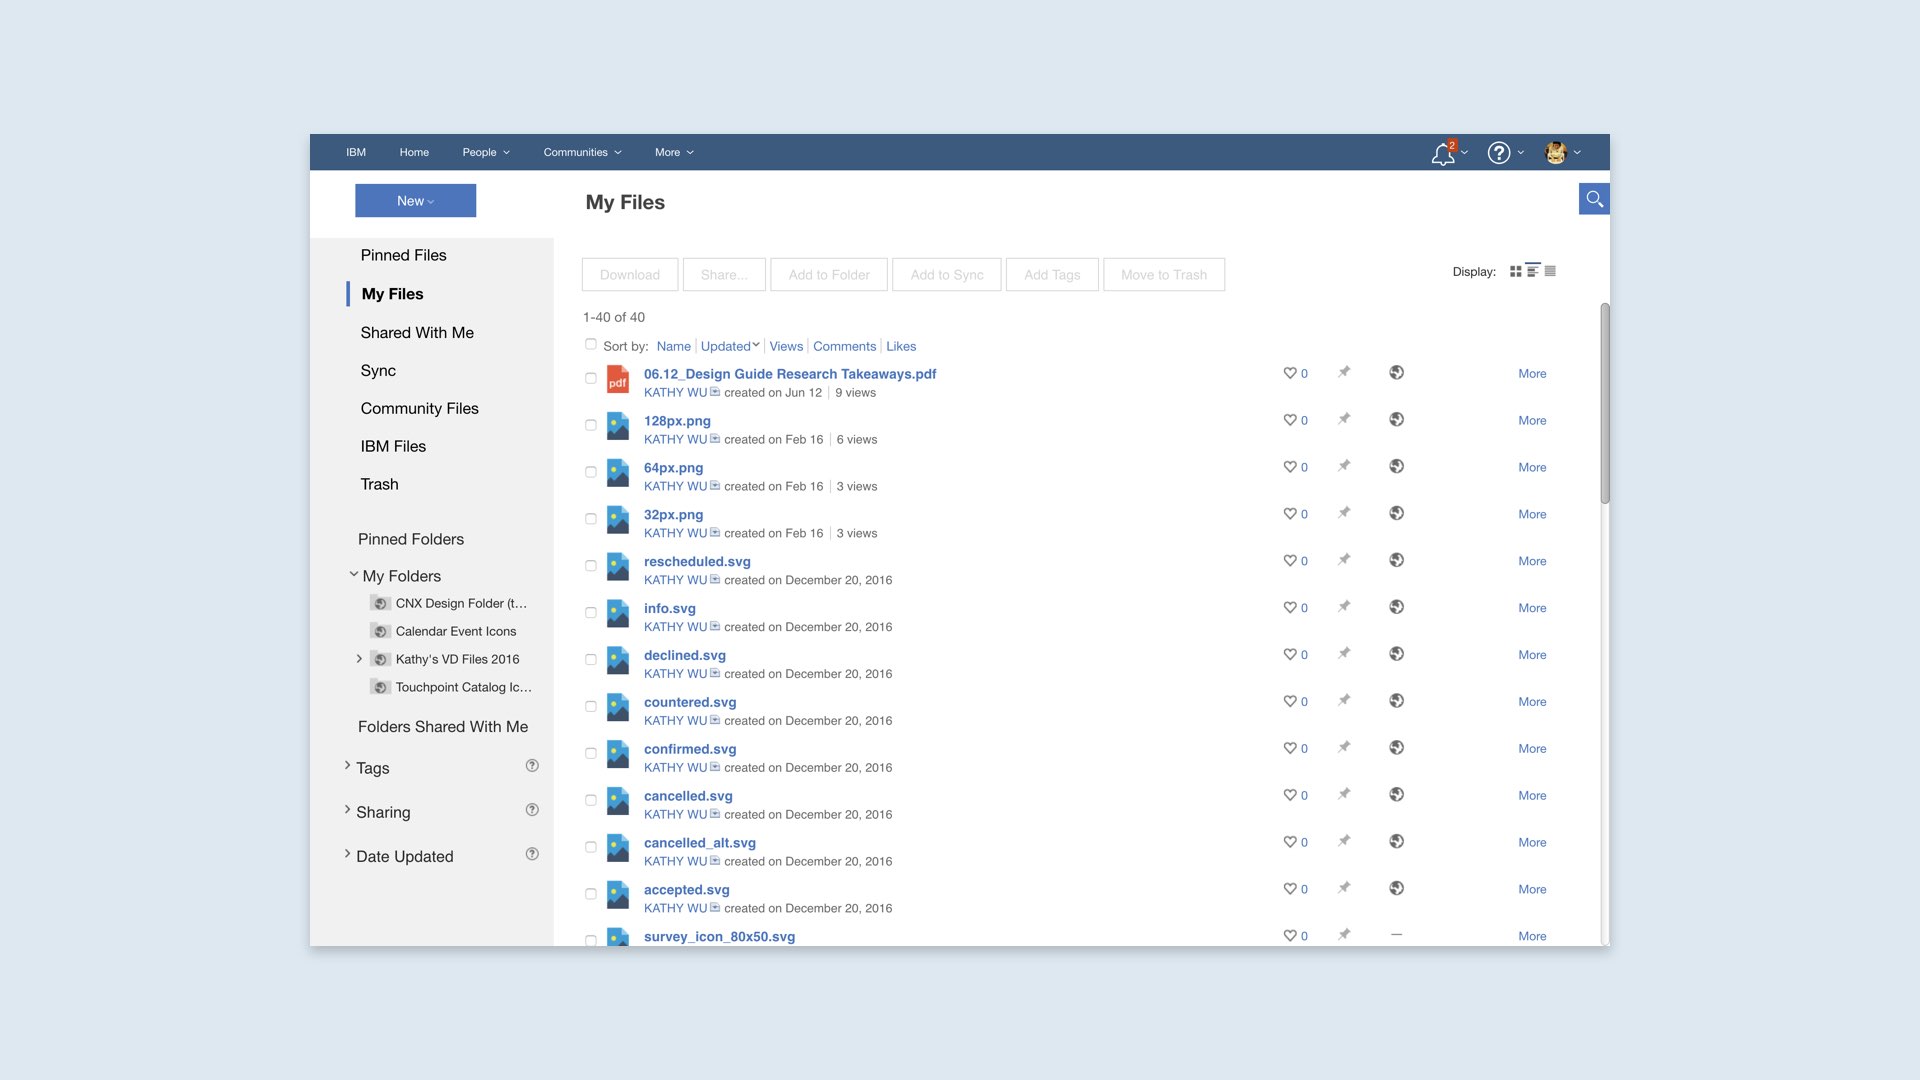 IBM Home People Communities More 2 ?
New My Files
Pinned Files
My Files
Shared With Me
Sync
Community Files
IBM Files
Trash
Pinned Folders
My Folders
CNX Design Folder (t...
Calendar Event Icons
Kathy's VD Files 2016
Touchpoint Catalog Ic...
Folders Shared With Me
Tags ?
Sharing ?
Date Updated ?
Download Share... Add to Folder Add to Sync Add Tags Move to Trash Display:
1-40 of 40
Sort by: Name Updated Views Comments Likes
pdf 06.12_Design Guide Research Takeaways.pdf 0 More
KATHY WU created on Jun 12 9 views
128px.png 0 More
KATHY WU created on Feb 16 6 views
64px.png 0 More
KATHY WU created on Feb 16 3 views
32px.png 0 More
KATHY WU created on Feb 16 3 views
rescheduled.svg 0 More
KATHY WU created on December 20, 2016
info.svg 0 More
KATHY WU created on December 20, 2016
declined.svg 0 More
KATHY WU created on December 20, 2016
countered.svg 0 More
KATHY WU created on December 20, 2016
confirmed.svg 0 More
KATHY WU created on December 20, 2016
cancelled.svg 0 More
KATHY WU created on December 20, 2016
cancelled_alt.svg 0 More
KATHY WU created on December 20, 2016
accepted.svg 0 More
KATHY WU created on December 20, 2016
survey_icon_80x50.svg 0 More